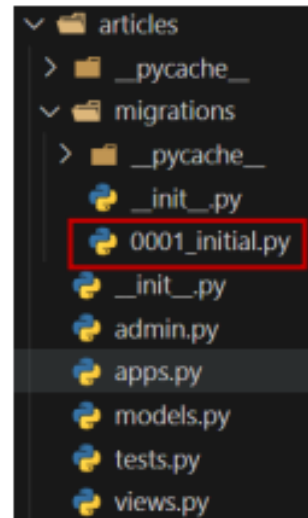 articles
__pycache__
migrations
__pycache__
__init__.py
0001_initial.py
__init__.py
admin.py
apps.py
models.py
tests.py
views.py